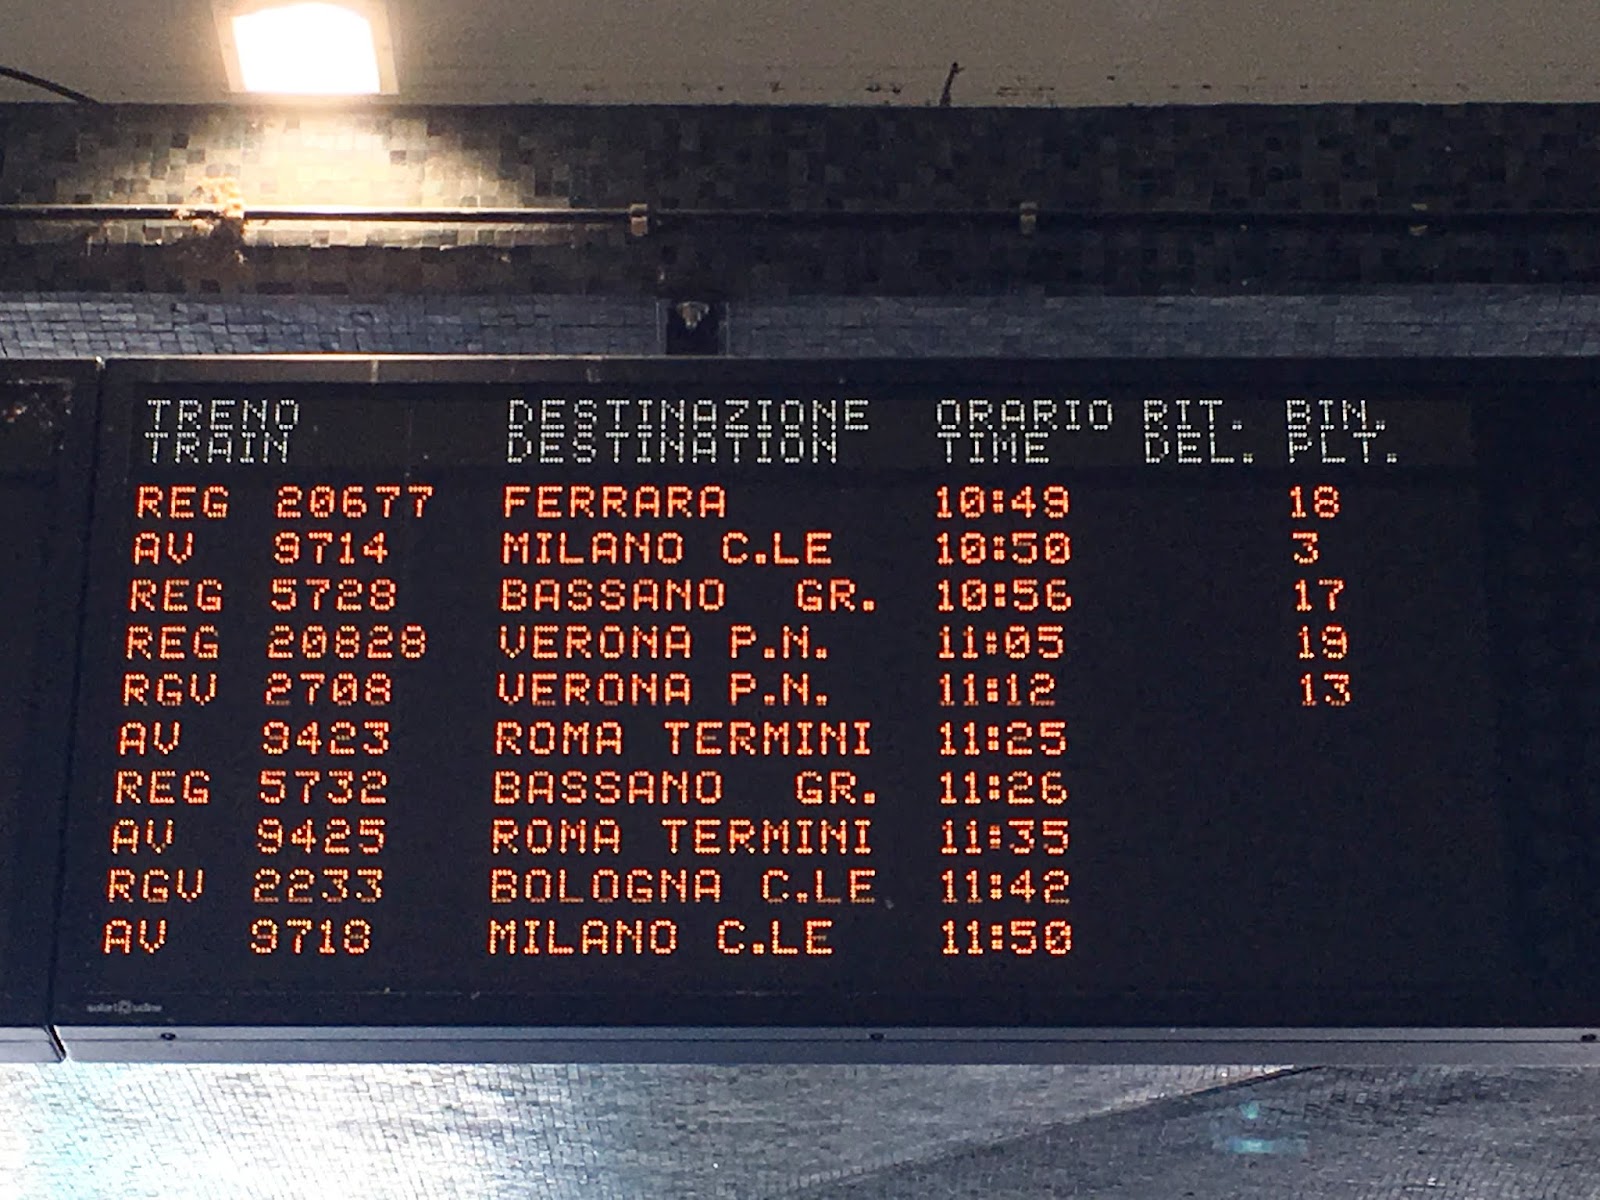 TRENO DESTINAZIONE ORARIO RIT. BIN.
TRAIN DESTINATION TIME DEL. PLT.
REG 20677 FERRARA 10:49 18
AV 9714 MILANO C.LE 10:50 3
REG 5728 BASSANO GR. 10:56 17
REG 20828 VERONA P.N. 11:05 19
RGV 2708 VERONA P.N. 11:12 13
AV 9423 ROMA TERMINI 11:25
REG 5732 BASSANO GR. 11:26
AV 9425 ROMA TERMINI 11:35
RGV 2233 BOLOGNA C.LE 11:42
AV 9718 MILANO C.LE 11:50
solari udine